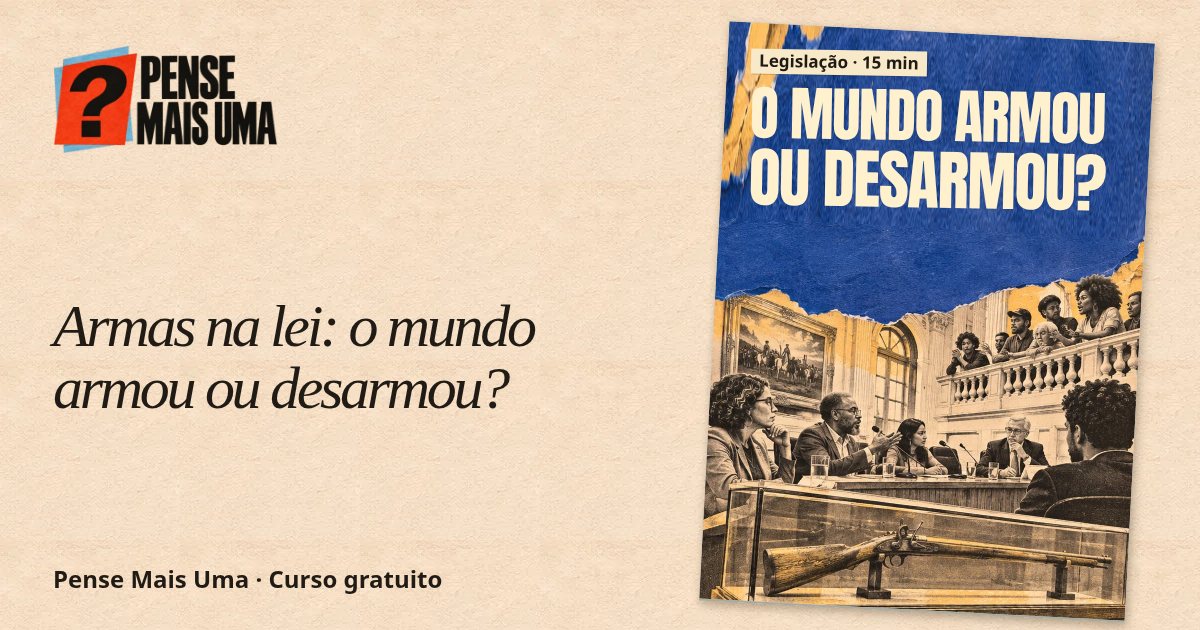 ?
PENSE
MAIS UMA
Armas na lei: o mundo
armou ou desarmou?
Pense Mais Uma · Curso gratuito
Legislação · 15 min
O MUNDO ARMOU
OU DESARMOU?